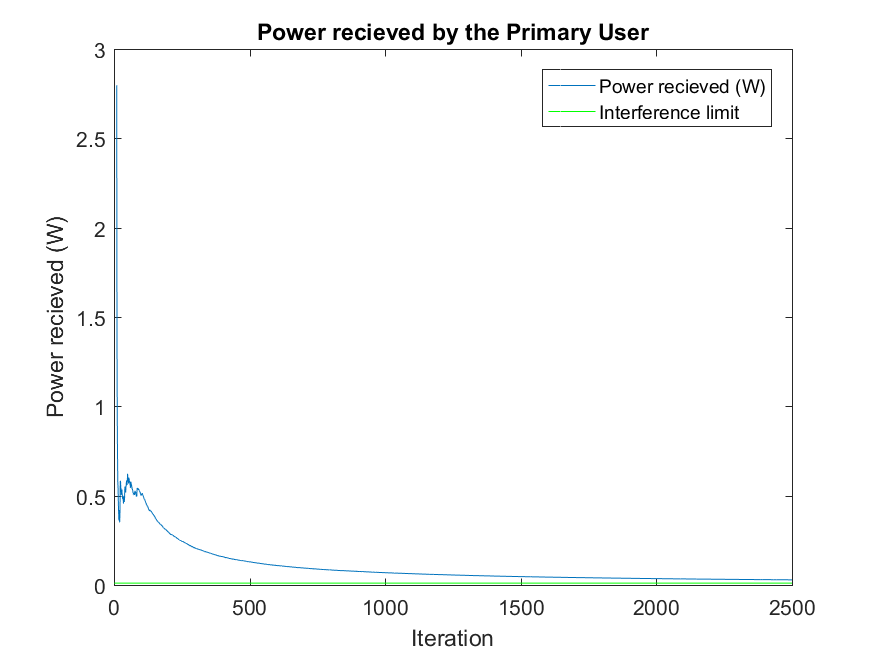 Power recieved by the Primary User
Power recieved (W)
Interference limit
3
2.5
2
1.5
1
0.5
0
Power recieved (W)
0 500 1000 1500 2000 2500
Iteration